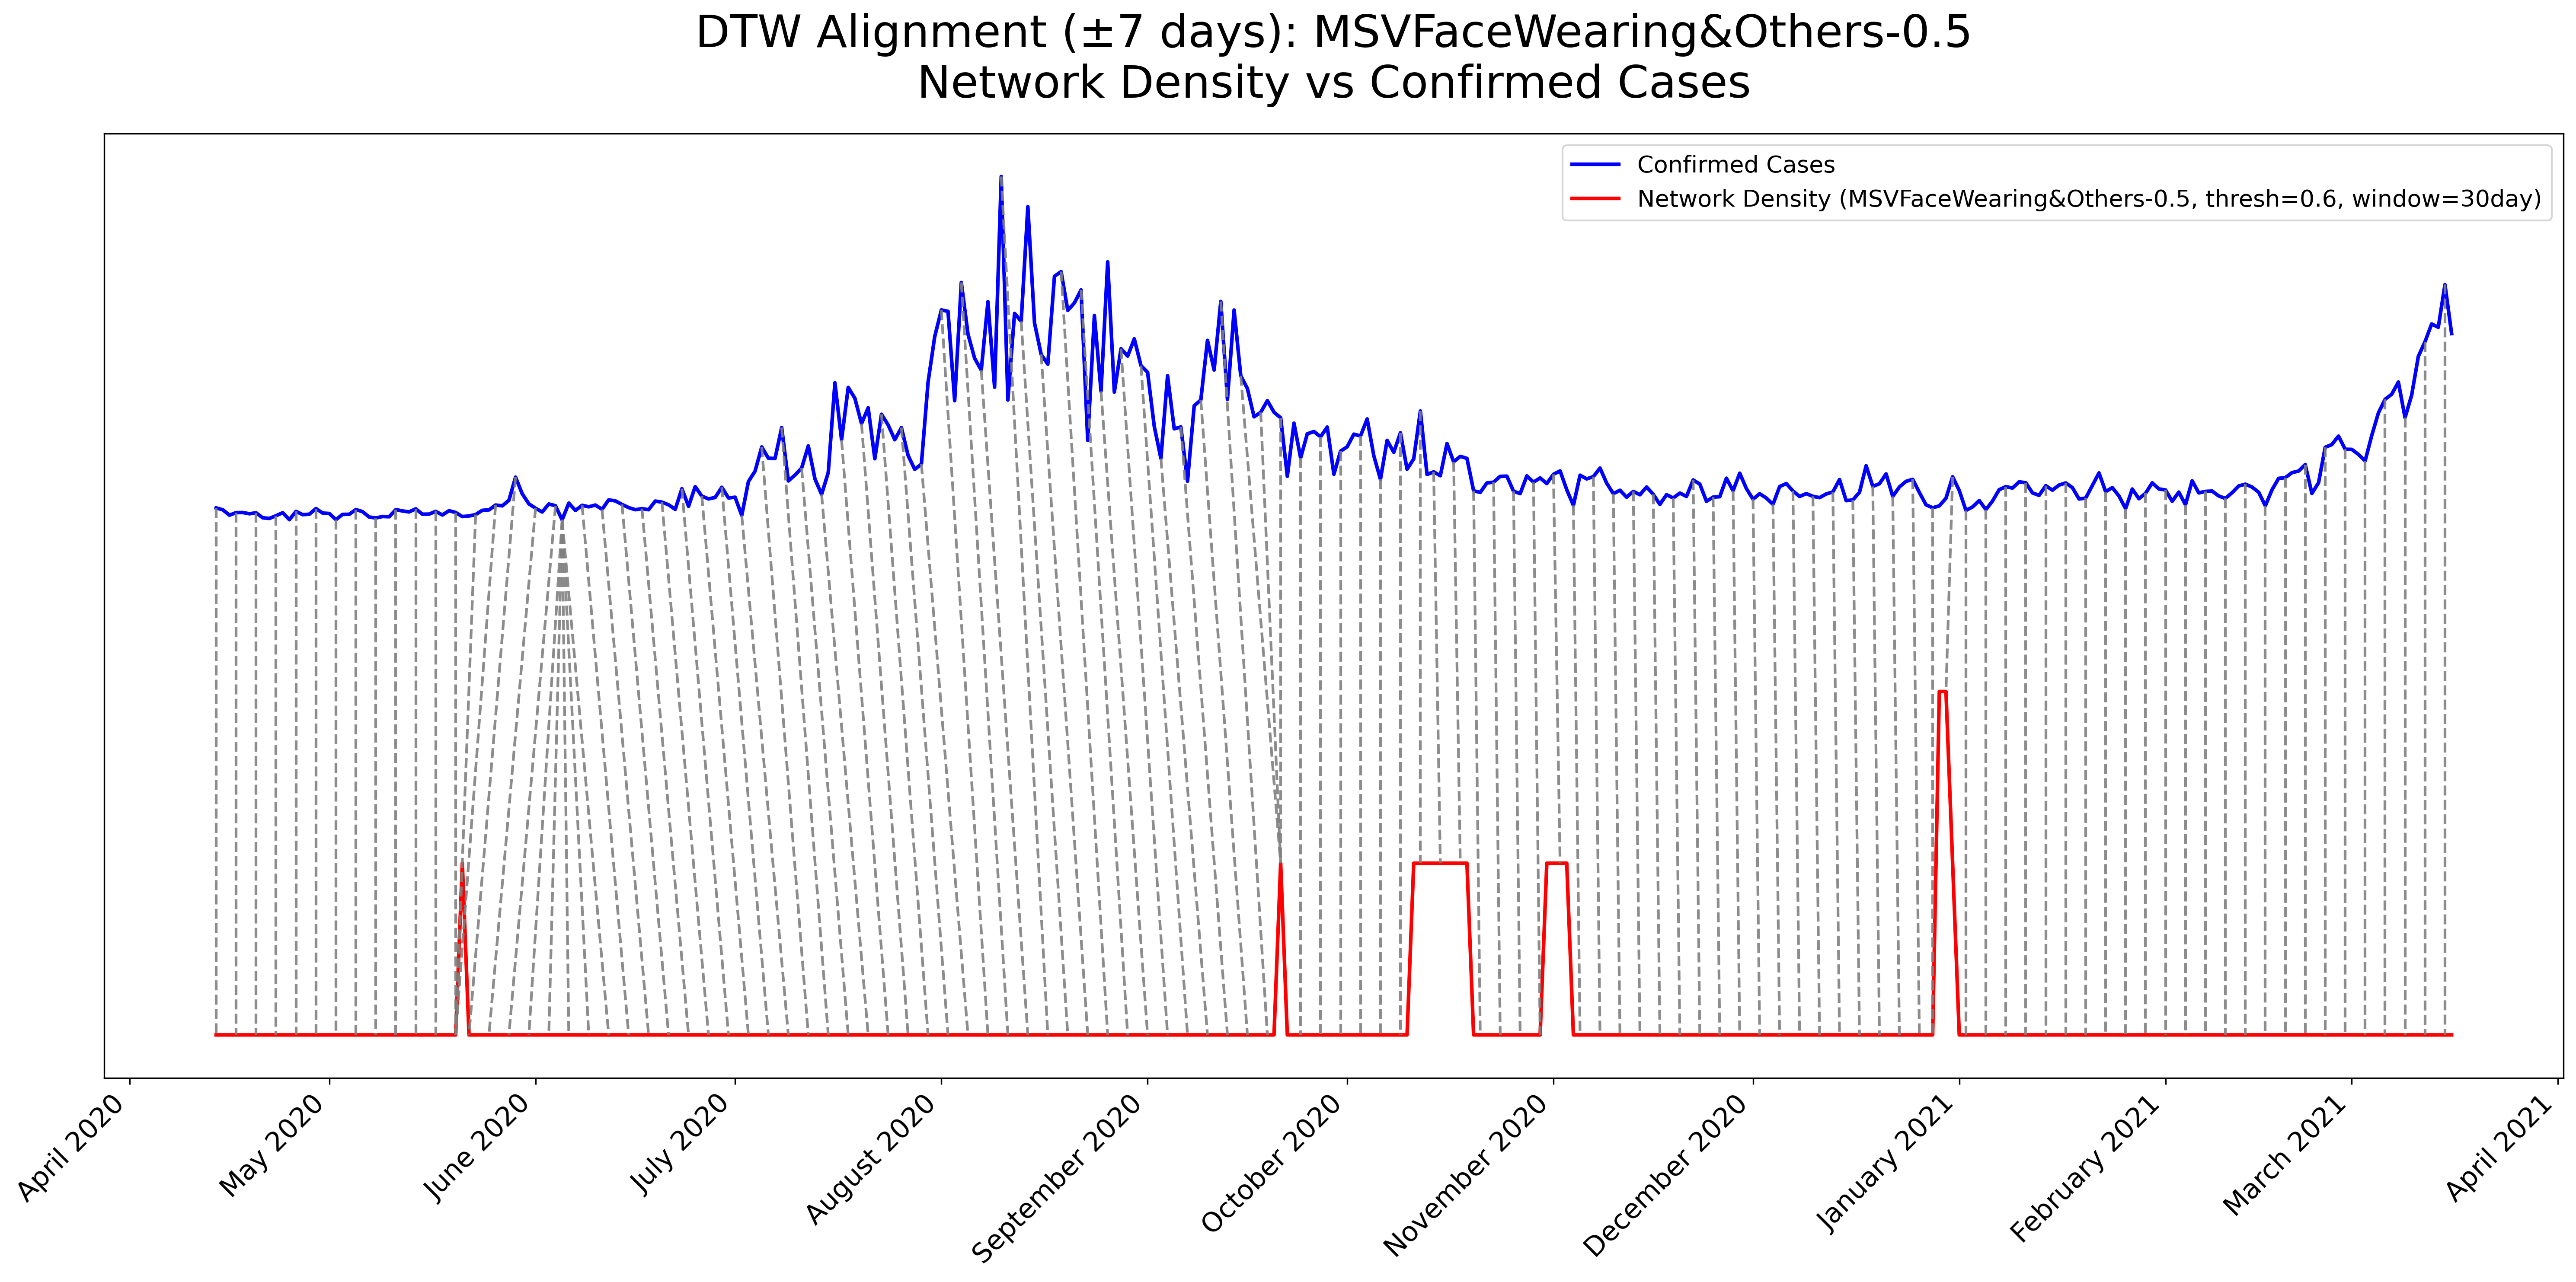 DTW Alignment (±7 days): MSVFaceWearing&Others-0.5
Network Density vs Confirmed Cases
Confirmed Cases
Network Density (MSVFaceWearing&Others-0.5, thresh=0.6, window=30day)
April 2020
May 2020
June 2020
July 2020
August 2020
September 2020
October 2020
November 2020
December 2020
January 2021
February 2021
March 2021
April 2021